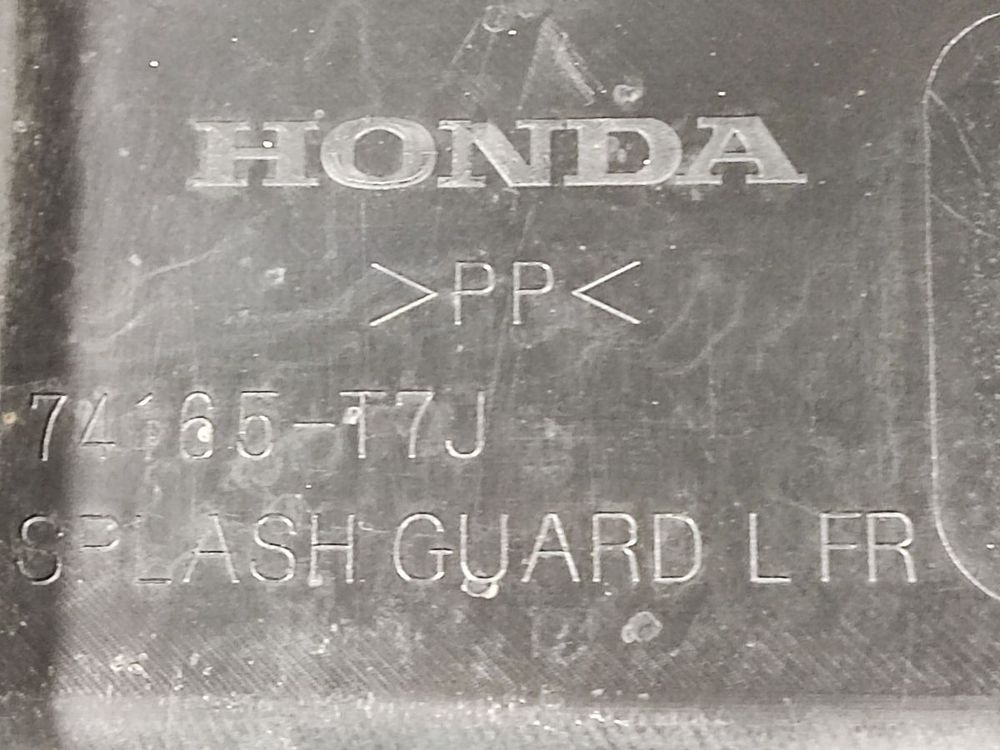 HONDA
>PP<
74165-T7J
SPLASH GUARD L FR